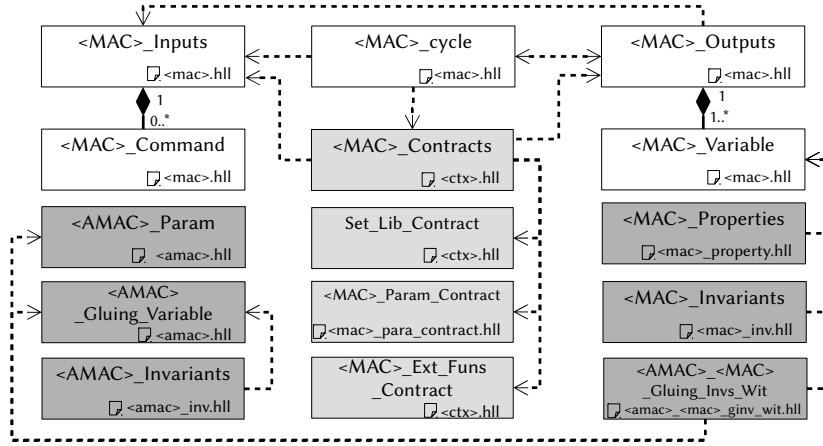 <MAC>_Inputs
<mac>.hll
<MAC>_cycle
<mac>.hll
<MAC>_Outputs
<mac>.hll
1
0..*
1
1..*
<MAC>_Command
<mac>.hll
<MAC>_Contracts
<ctx>.hll
<MAC>_Variable
<mac>.hll
<AMAC>_Param
<amac>.hll
Set_Lib_Contract
<ctx>.hll
<MAC>_Properties
<mac>_property.hll
<AMAC>
_Gluing_Variable
<amac>.hll
<MAC>_Param_Contract
<mac>_para_contract.hll
<MAC>_Invariants
<mac>_inv.hll
<AMAC>_Invariants
<amac>_inv.hll
<MAC>_Ext_Funs
_Contract
<ctx>.hll
<AMAC>_<MAC>
_Gluing_Invs_Wit
<amac>_<mac>_ginv_wit.hll